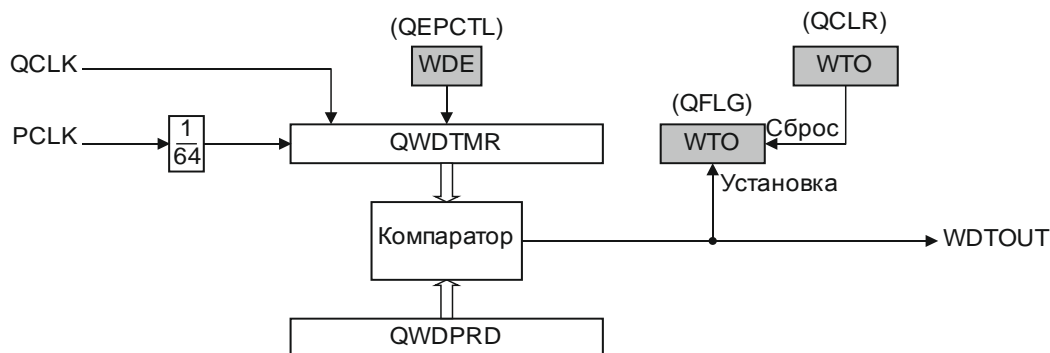 (QEPCTL)
(QCLR)
QCLK
WDE
WTO
(QFLG)
PCLK
1
64
QWDTMR
WTO
Сброс
Установка
Компаратор
WDTOUT
QWDPRD